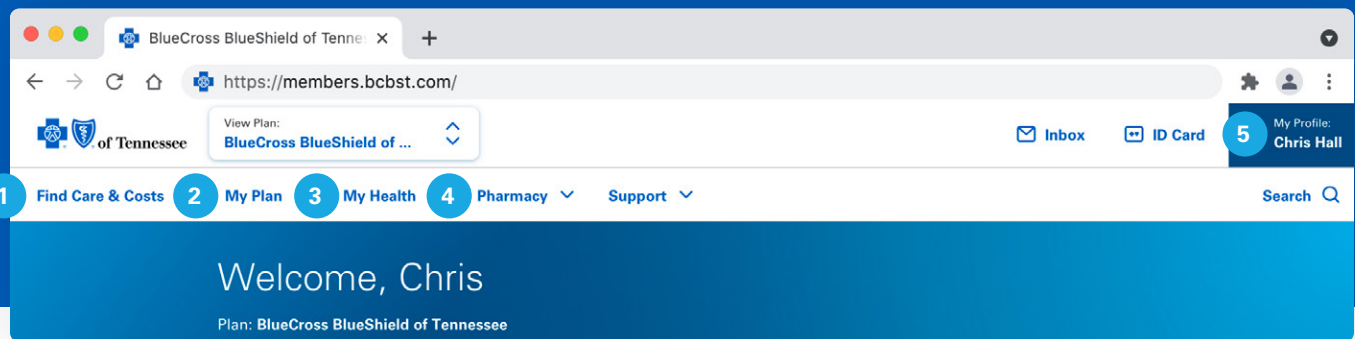 BlueCross BlueShield of Tenne
https://members.bcbst.com/
of Tennessee
View Plan:
BlueCross BlueShield of ...
Inbox
ID Card
5
My Profile:
Chris Hall
1 Find Care & Costs 2 My Plan 3 My Health 4 Pharmacy Support Search
Welcome, Chris
Plan: BlueCross BlueShield of Tennessee